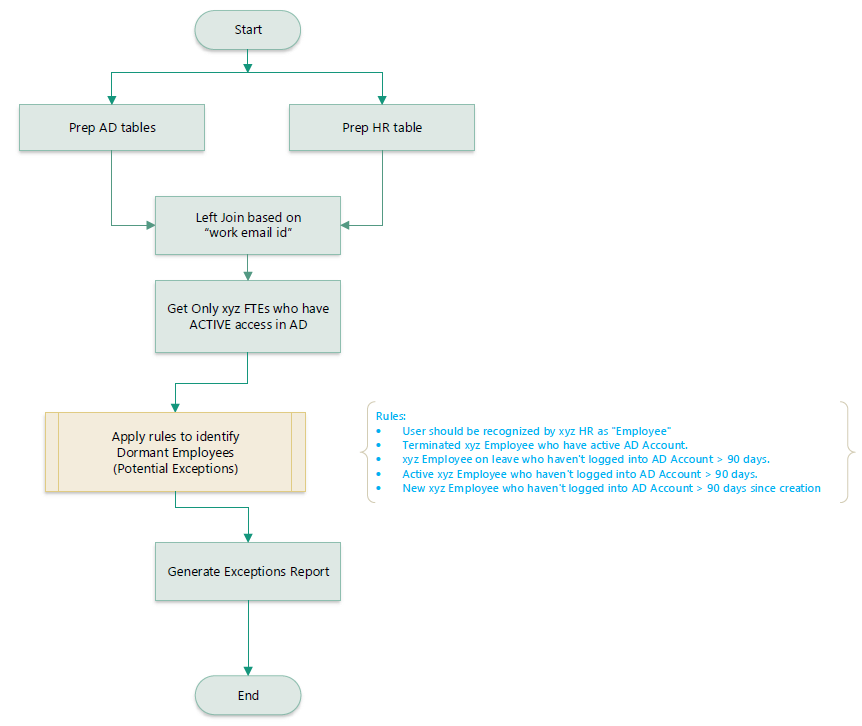 Start
Prep AD tables
Prep HR table
Left Join based on
“work email id”
Get Only xyz FTEs who have
ACTIVE access in AD
Apply rules to identify
Dormant Employees
(Potential Exceptions)
Rules:
• User should be recognized by xyz HR as "Employee"
• Terminated xyz Employee who have active AD Account.
• xyz Employee on leave who haven't logged into AD Account > 90 days.
• Active xyz Employee who haven't logged into AD Account > 90 days.
• New xyz Employee who haven't logged into AD Account > 90 days since creation
Generate Exceptions Report
End